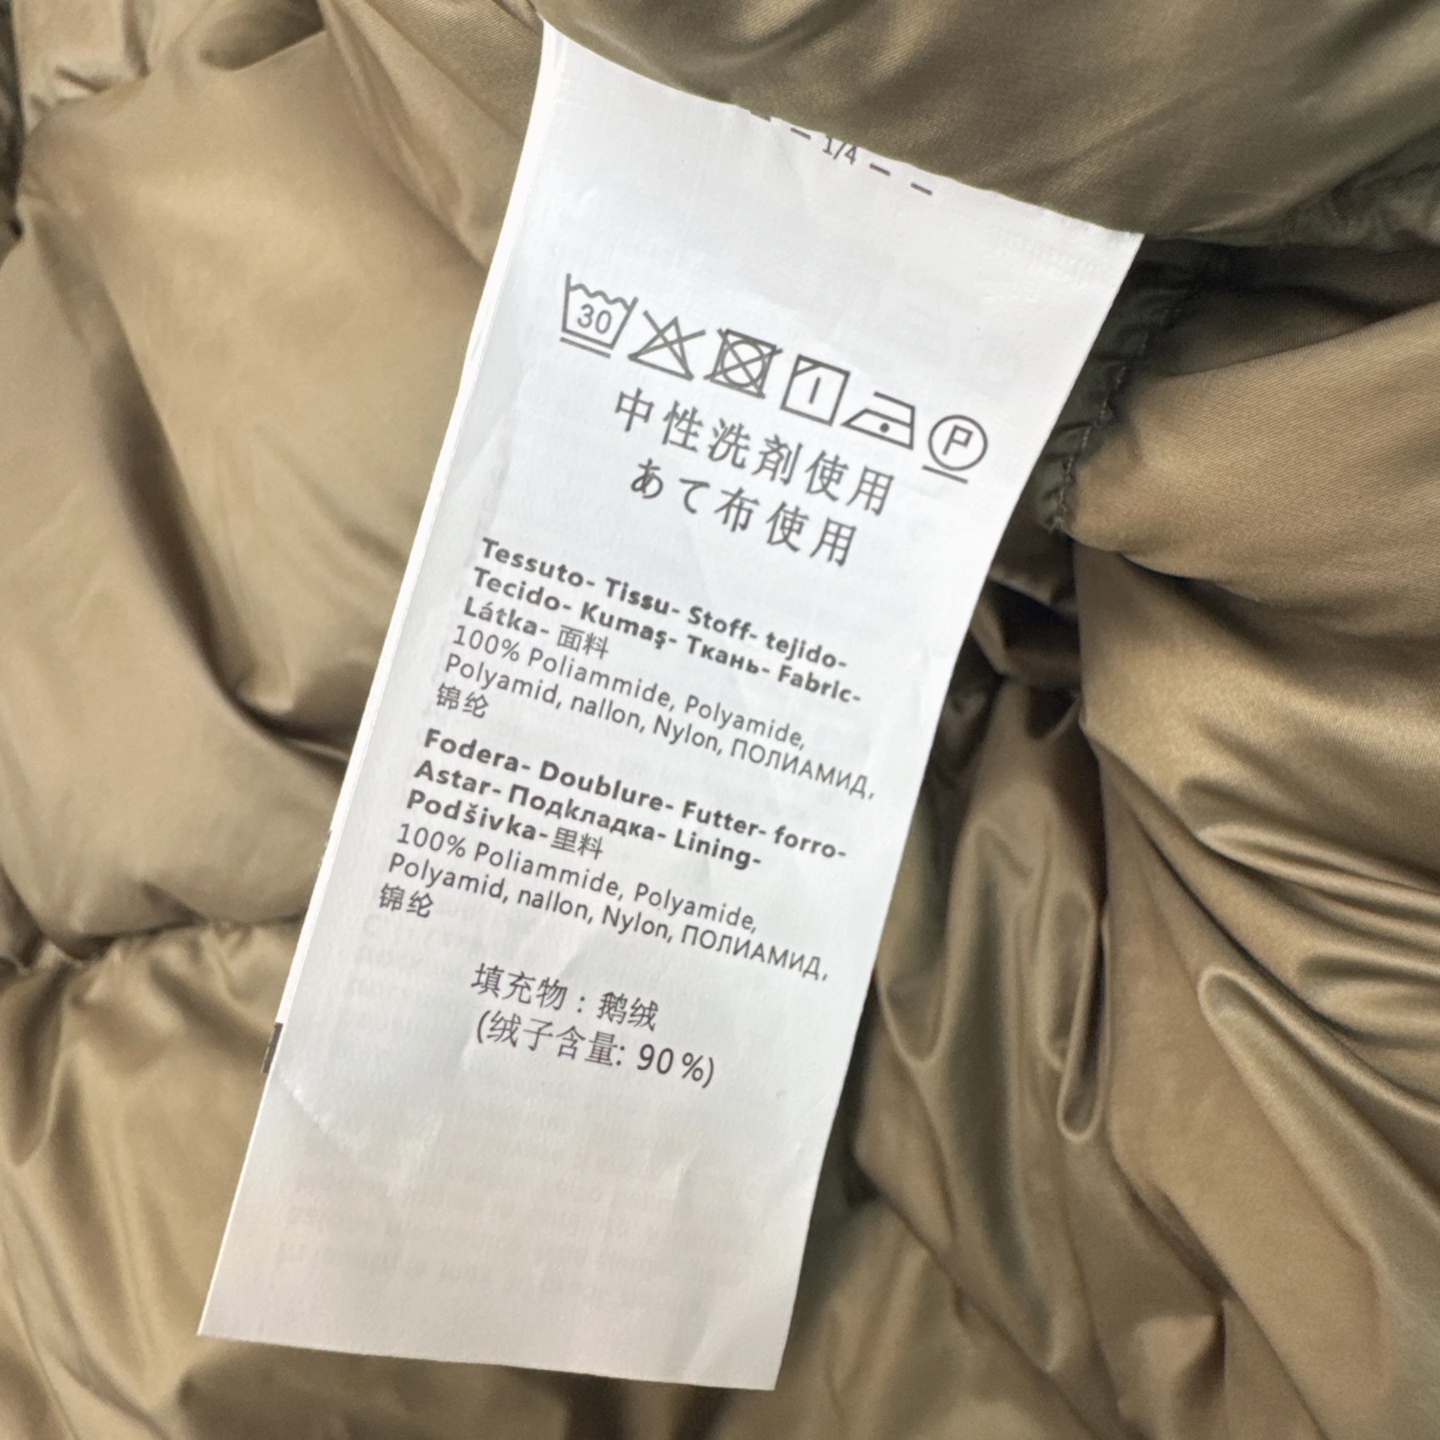 – 1/4 – –
30
P
中性洗剤使用
あて布使用
Tessuto- Tissu- Stoff- tejido-
Tecido- Kumaş- Ткань- Fabric-
Látka- 面料
100% Poliammide, Polyamide,
Polyamid, nallon, Nylon, ПОЛИАМИД,
锦纶
Fodera- Doublure- Futter- forro-
Astar- Подкладка- Lining-
Podšivka- 里料
100% Poliammide, Polyamide,
Polyamid, nallon, Nylon, ПОЛИАМИД,
锦纶
填充物：鹅绒
(绒子含量: 90%)